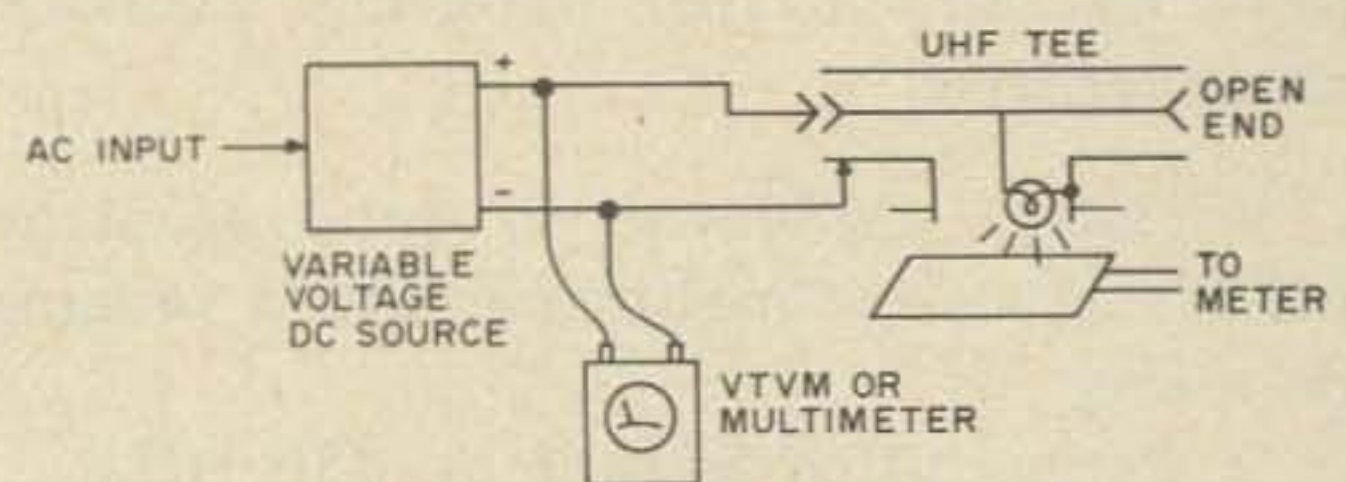 UHF TEE
+
OPEN
END
AC INPUT
-
VARIABLE
VOLTAGE
DC SOURCE
TO
METER
VTVM OR
MULTIMETER